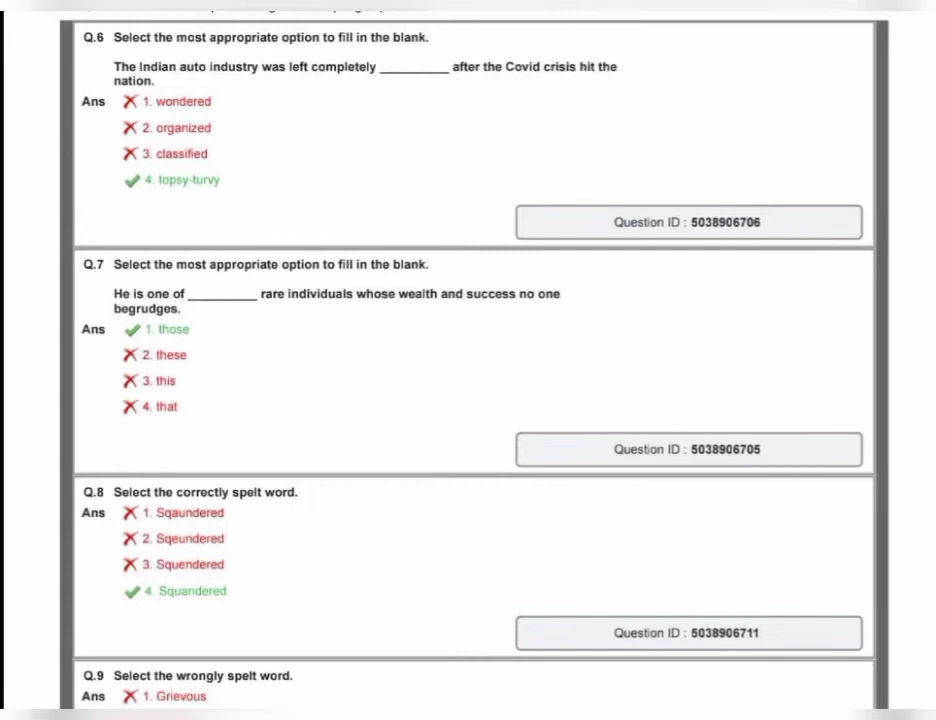 Q.6 Select the most appropriate option to fill in the blank.
The Indian auto industry was left completely __________ after the Covid crisis hit the
nation.
Ans 1. wondered
2. organized
3. classified
4. topsy-turvy
Question ID : 5038906706
Q.7 Select the most appropriate option to fill in the blank.
He is one of __________ rare individuals whose wealth and success no one
begrudges.
Ans 1. those
2. these
3. this
4. that
Question ID : 5038906705
Q.8 Select the correctly spelt word.
Ans 1. Sqaundered
2. Sqeundered
3. Squendered
4. Squandered
Question ID : 5038906711
Q.9 Select the wrongly spelt word.
Ans 1. Grievous